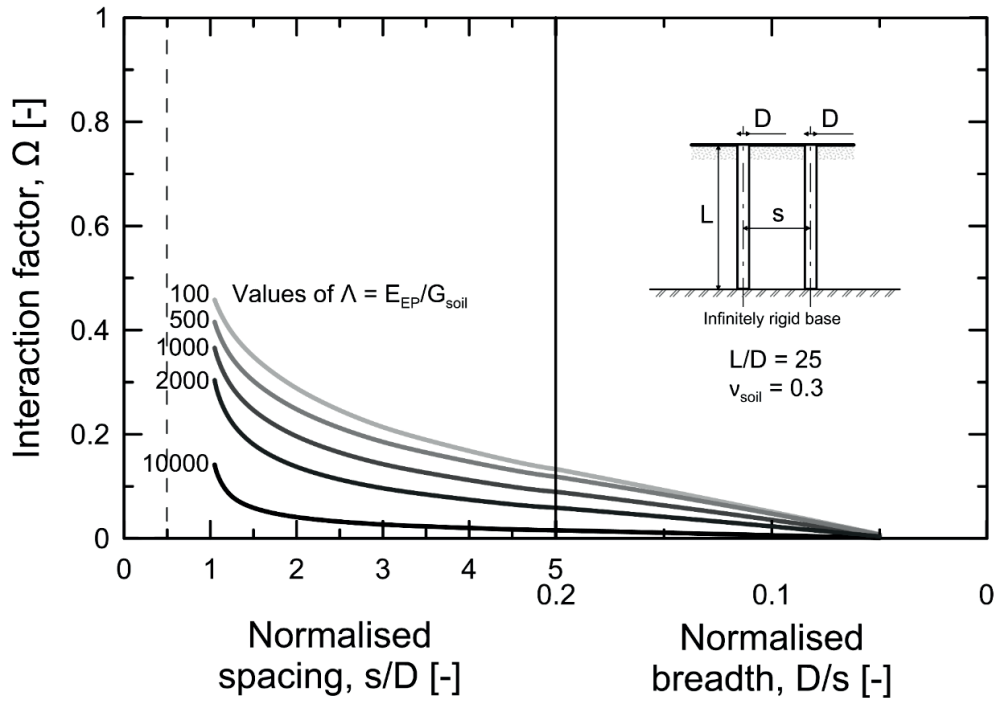 1
0.8
0.6
0.4
0.2
0
Interaction factor, Ω [-]
100
500
1000
2000
10000
Values of Λ = E_EP/G_soil
D D
L
s
Infinitely rigid base
L/D = 25
ν_soil = 0.3
0 1 2 3 4 5
0.2 0.1 0
Normalised
spacing, s/D [-]
Normalised
breadth, D/s [-]